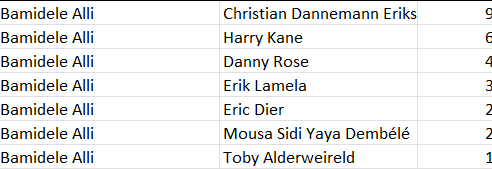 Bamidele Alli Christian Dannemann Eriks 9
Bamidele Alli Harry Kane 6
Bamidele Alli Danny Rose 4
Bamidele Alli Erik Lamela 3
Bamidele Alli Eric Dier 2
Bamidele Alli Mousa Sidi Yaya Dembélé 2
Bamidele Alli Toby Alderweireld 1